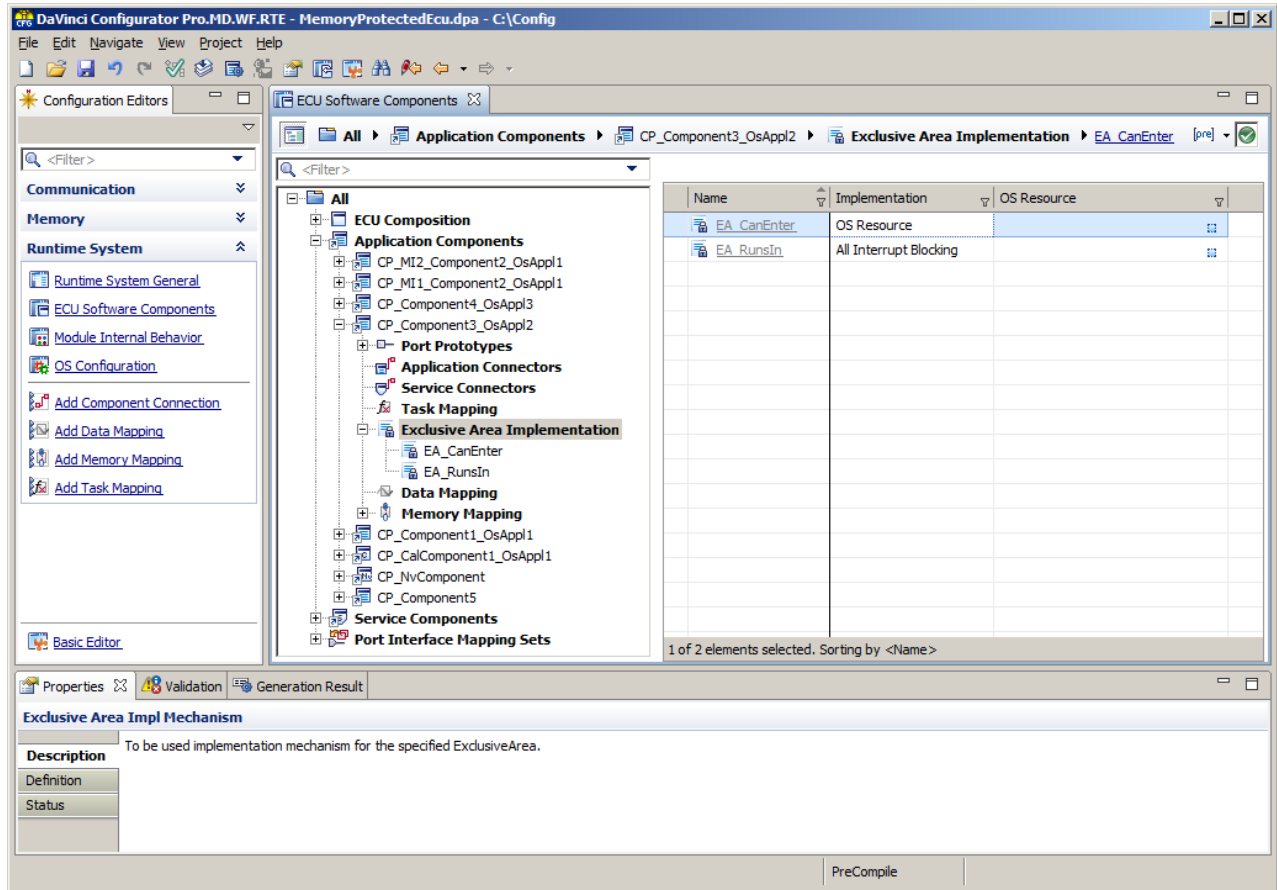 DaVinci Configurator Pro.MD.WF.RTE - MemoryProtectedEcu.dpa - C:\Config
File Edit Navigate View Project Help
Configuration Editors
<Filter>
Communication
Memory
Runtime System
Runtime System General
ECU Software Components
Module Internal Behavior
OS Configuration
Add Component Connection
Add Data Mapping
Add Memory Mapping
Add Task Mapping
Basic Editor
ECU Software Components
All Application Components CP_Component3_OsAppl2 Exclusive Area Implementation EA_CanEnter [pre]
<Filter>
All
ECU Composition
Application Components
CP_MI2_Component2_OsAppl1
CP_MI1_Component2_OsAppl1
CP_Component4_OsAppl3
CP_Component3_OsAppl2
Port Prototypes
Application Connectors
Service Connectors
Task Mapping
Exclusive Area Implementation
EA_CanEnter
EA_RunsIn
Data Mapping
Memory Mapping
CP_Component1_OsAppl1
CP_CalComponent1_OsAppl1
CP_NvComponent
CP_Component5
Service Components
Port Interface Mapping Sets
Name Implementation OS Resource
EA_CanEnter OS Resource
EA_RunsIn All Interrupt Blocking
1 of 2 elements selected. Sorting by <Name>
Properties Validation Generation Result
Exclusive Area Impl Mechanism
Description
Definition
Status
To be used implementation mechanism for the specified ExclusiveArea.
PreCompile